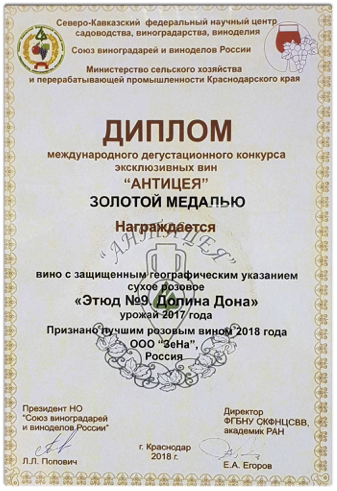 Северо-Кавказский федеральный научный центр
садоводства, виноградарства, виноделия
Союз виноградарей и виноделов России
Министерство сельского хозяйства
и перерабатывающей промышленности Краснодарского края
ДИПЛОМ
международного дегустационного конкурса
эксклюзивных вин
"АНТИЦЕЯ"
ЗОЛОТОЙ МЕДАЛЬЮ
Награждается
"АНТИЦЕЯ"
вино с защищенным географическим указанием
сухое розовое
«Этюд №9. Долина Дона»
урожай 2017 года
Признано лучшим розовым вином 2018 года
ООО "ЗеНа",
Россия
Президент НО
"Союз виноградарей
и виноделов России"
Л.Л. Попович
г. Краснодар
2018 г.
Директор
ФГБНУ СКФНЦСВВ,
академик РАН
Е.А. Егоров